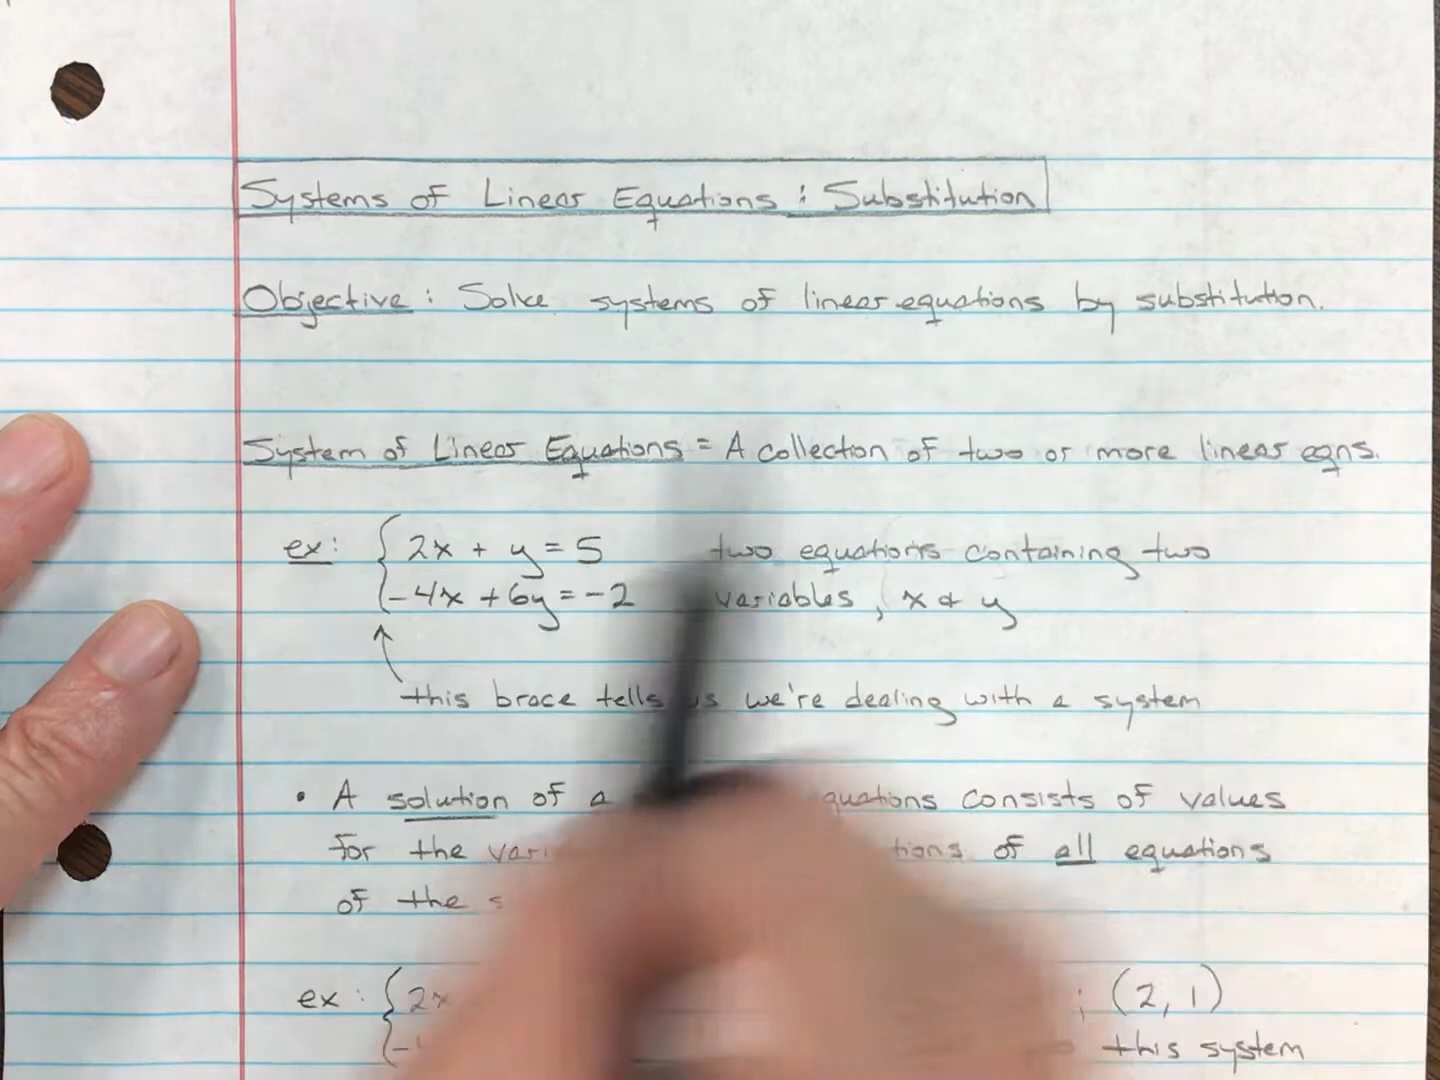 Systems of Linear Equations : Substitution
Objective : Solve systems of linear equations by substitution.
System of Linear Equations = A collection of two or more linear eqns.
ex : { 2x + y = 5 two equations containing two
-4x + 6y = -2 variables , x & y
this brace tells us we're dealing with a system
• A solution of a equations consists of values
for the of all equations
of the
ex : { 2x ; (2, 1)
this system